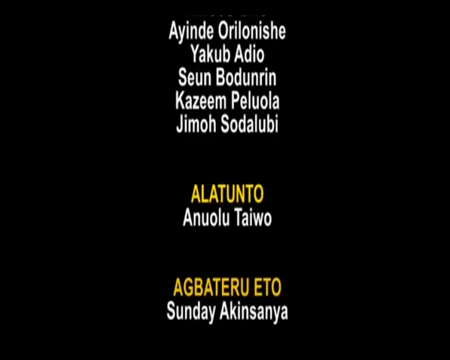 Ayinde Orilonishe
Yakub Adio
Seun Bodunrin
Kazeem Peluola
Jimoh Sodalubi
ALATUNTO
Anuolu Taiwo
AGBATERU ETO
Sunday Akinsanya